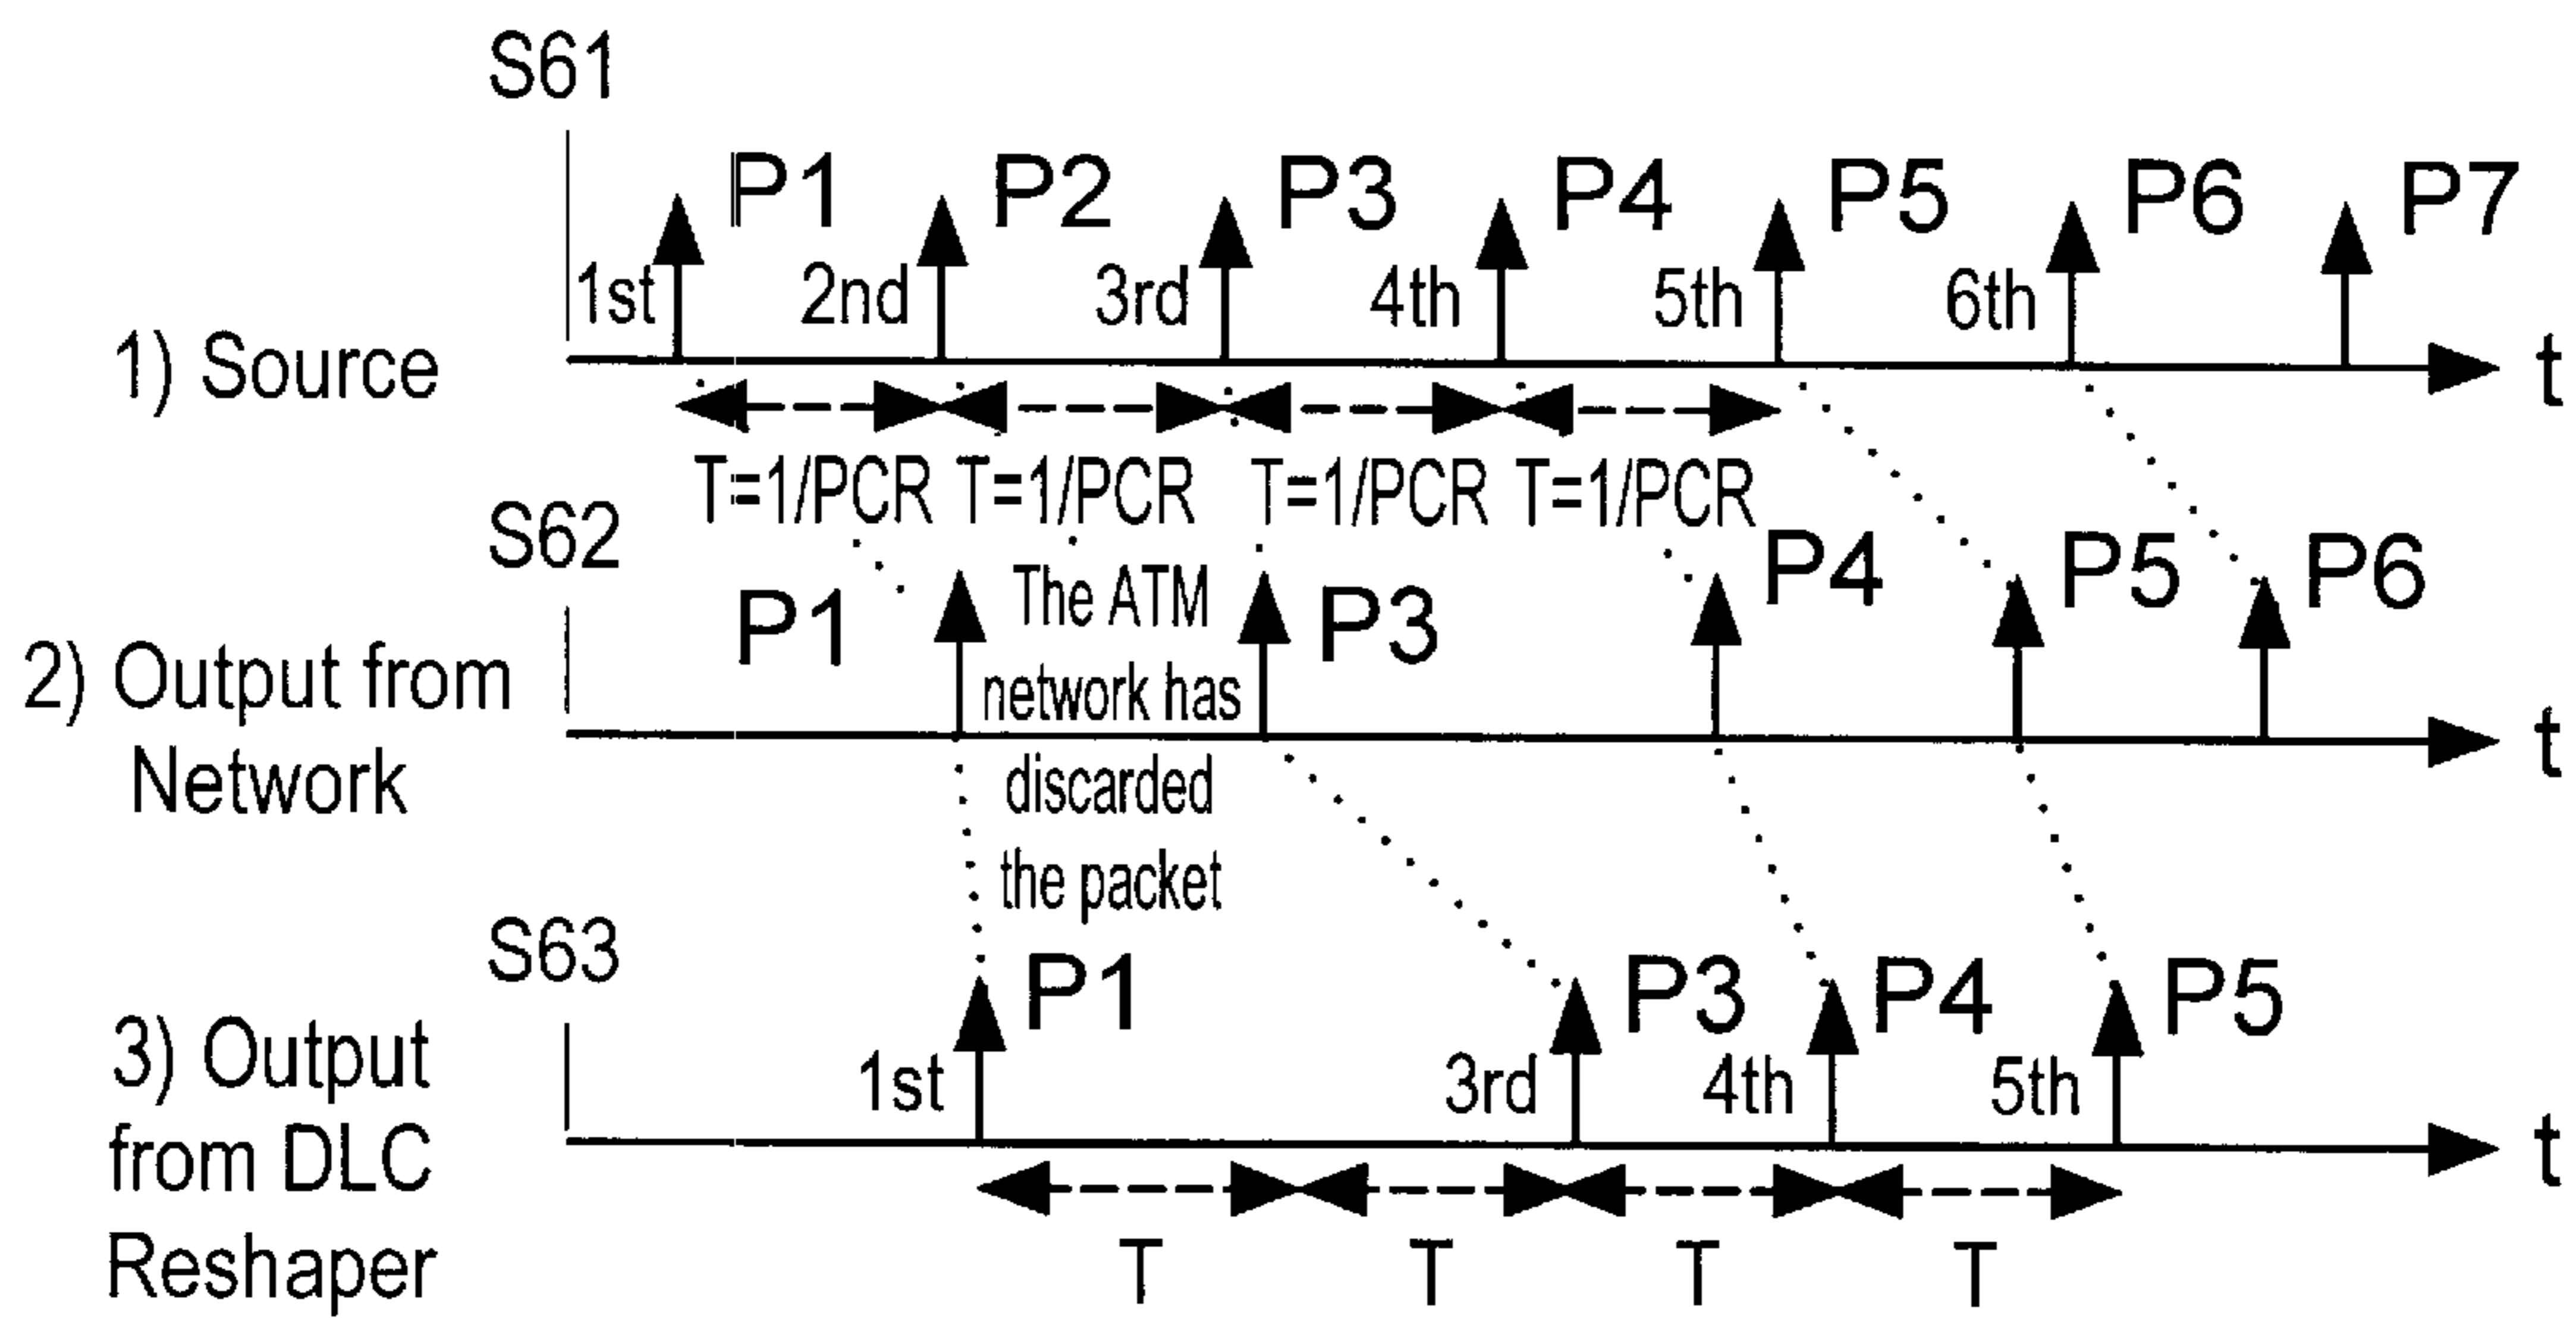 S61
P1 P2 P3 P4 P5 P6 P7
1st 2nd 3rd 4th 5th 6th
1) Source
t
T=1/PCR T=1/PCR T=1/PCR T=1/PCR
S62
P1 P3 P4 P5 P6
The ATM
network has
discarded
the packet
2) Output from
Network
t
S63
P1 P3 P4 P5
1st 3rd 4th 5th
3) Output
from DLC
Reshaper
t
T T T T